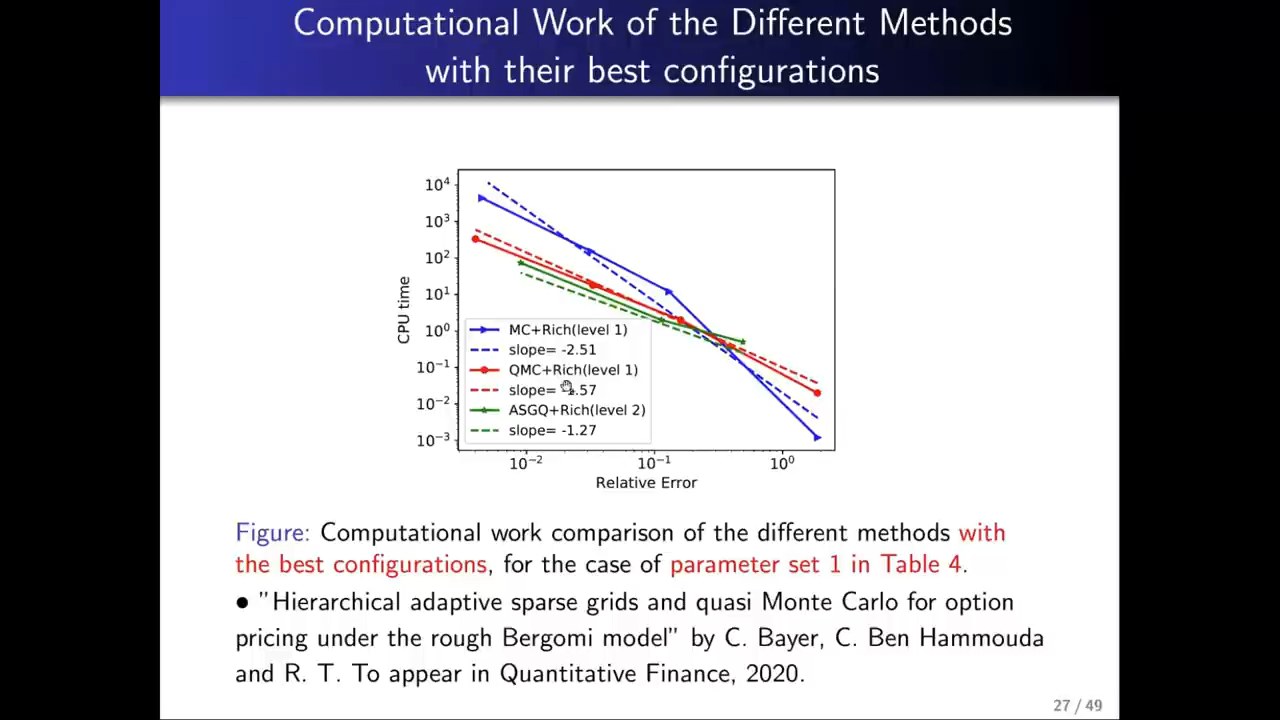 Computational Work of the Different Methods
with their best configurations
10⁴
10³
10²
10¹
10⁰
10⁻¹
10⁻²
10⁻³
CPU time
MC+Rich(level 1)
slope= -2.51
QMC+Rich(level 1)
slope= .57
ASGQ+Rich(level 2)
slope= -1.27
10⁻² 10⁻¹ 10⁰
Relative Error
Figure: Computational work comparison of the different methods with
the best configurations, for the case of parameter set 1 in Table 4.
● "Hierarchical adaptive sparse grids and quasi Monte Carlo for option
pricing under the rough Bergomi model" by C. Bayer, C. Ben Hammouda
and R. T. To appear in Quantitative Finance, 2020.
27 / 49